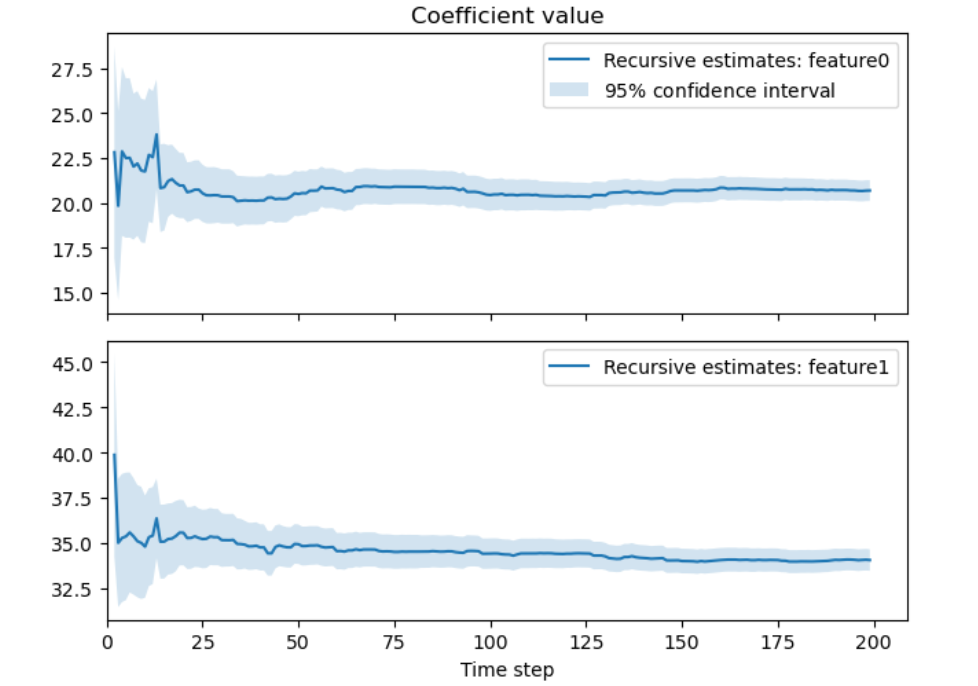 Coefficient value
27.5
25.0
22.5
20.0
17.5
15.0
Recursive estimates: feature0
95% confidence interval
45.0
42.5
40.0
37.5
35.0
32.5
Recursive estimates: feature1
0 25 50 75 100 125 150 175 200
Time step